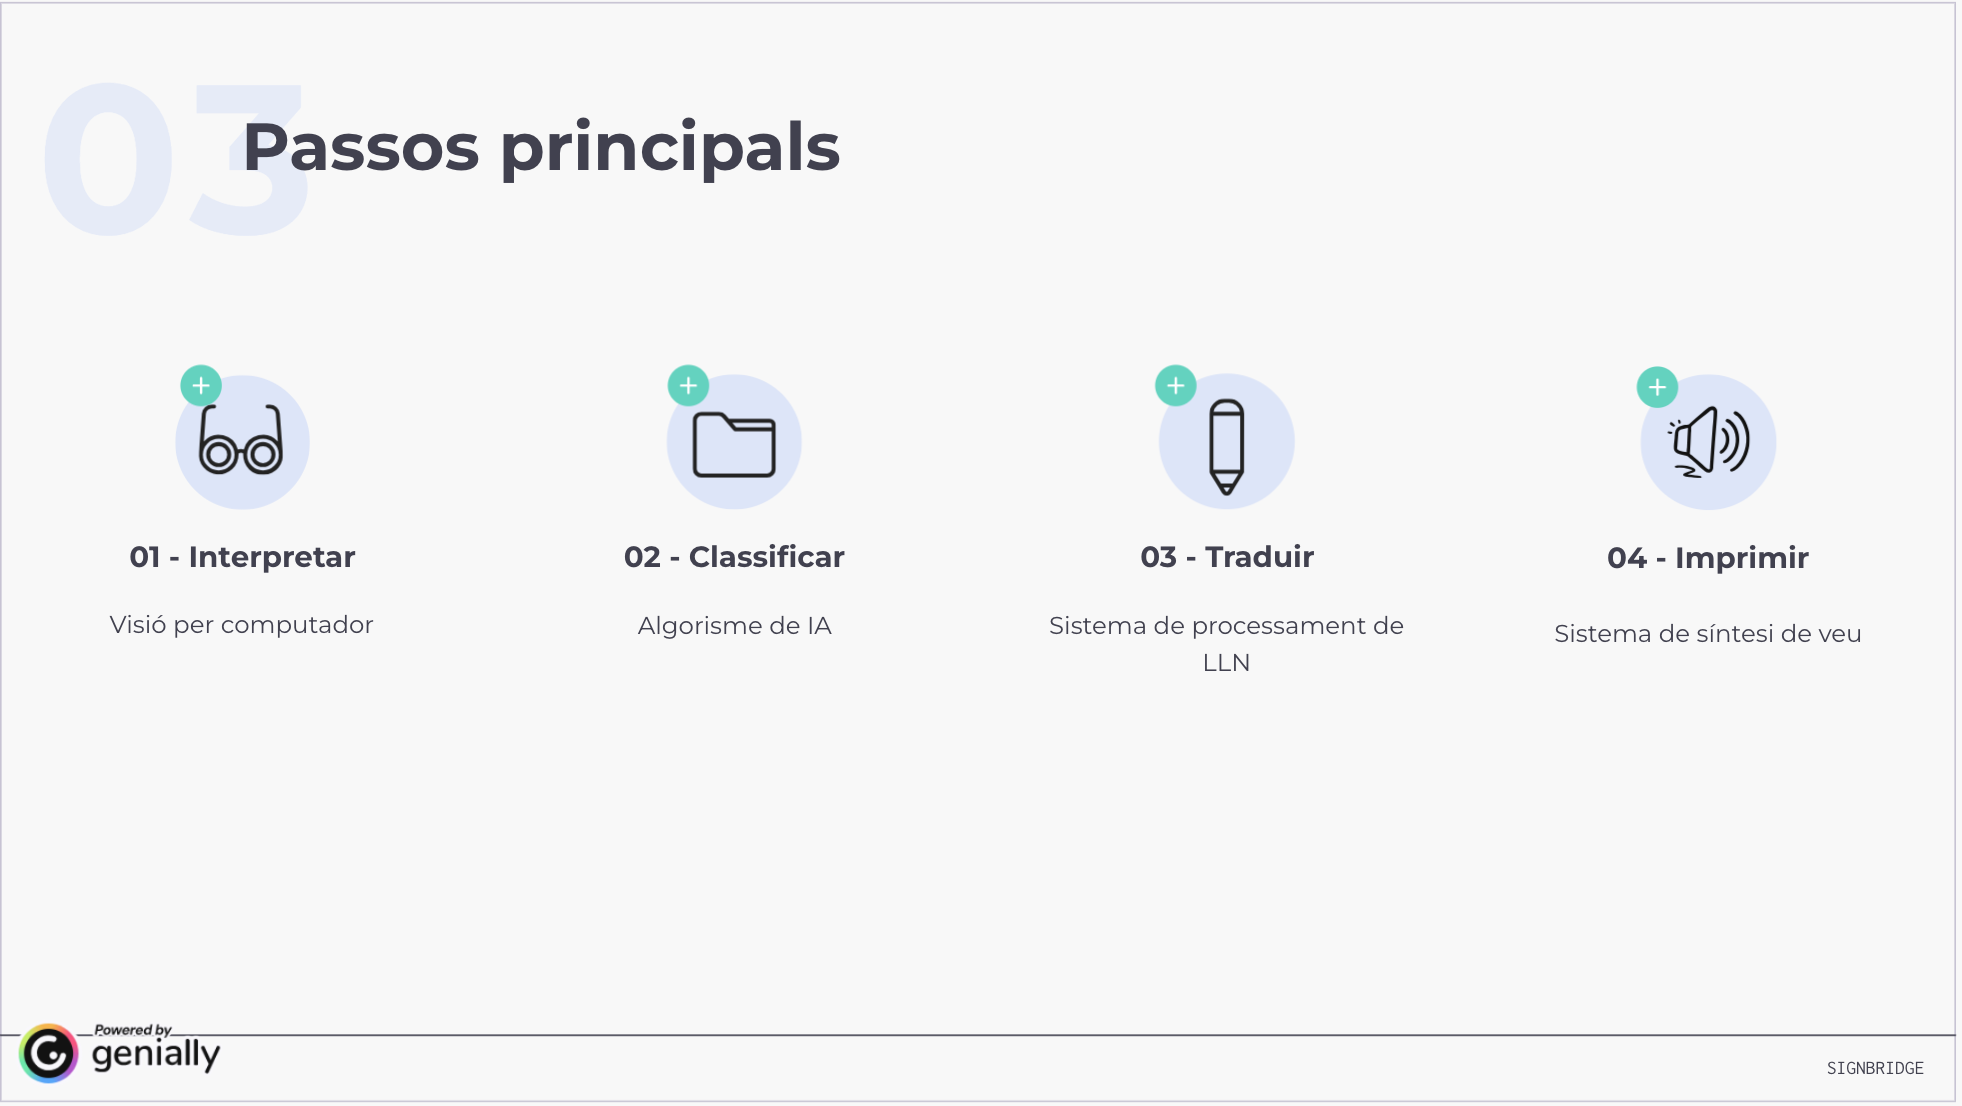 03
Passos principals
01 - Interpretar
Visió per computador
02 - Classificar
Algorisme de IA
03 - Traduir
Sistema de processament de
LLN
04 - Imprimir
Sistema de síntesi de veu
Powered by
genially
SIGNBRIDGE